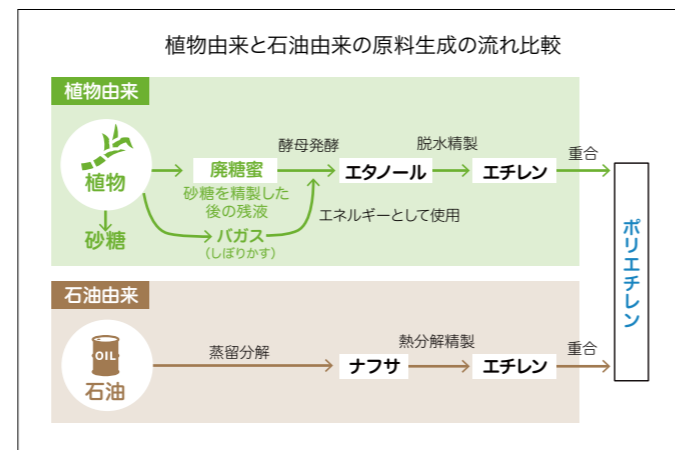 植物由来と石油由来の原料生成の流れ比較
植物由来
植物
砂糖
廃糖蜜
砂糖を精製した
後の残液
バガス
(しぼりかす)
酵母発酵
エネルギーとして使用
エタノール
脱水精製
エチレン
重合
ポリエチレン
石油由来
OIL
石油
蒸留分解
ナフサ
熱分解精製
エチレン
重合